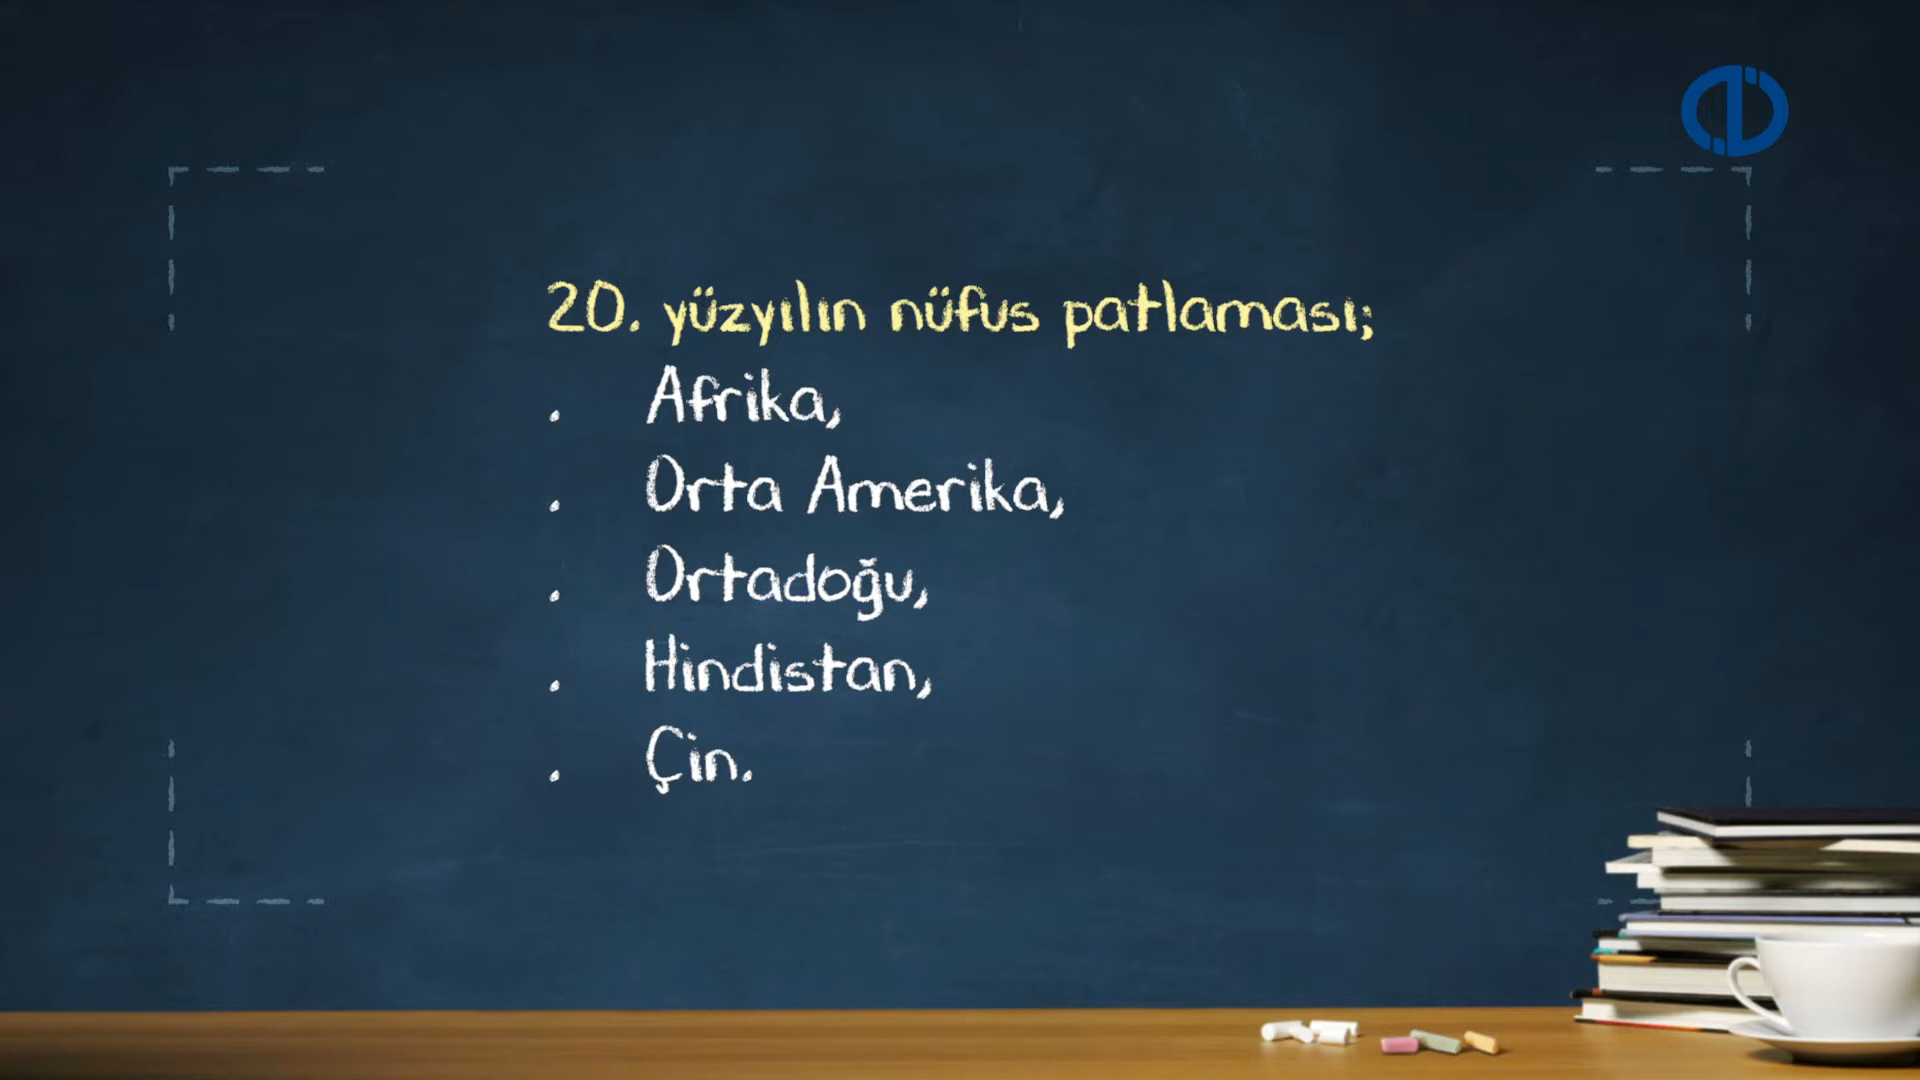 20. yüzyılın nüfus patlaması;
. Afrika,
. Orta Amerika,
. Ortadoğu,
. Hindistan,
. Çin.